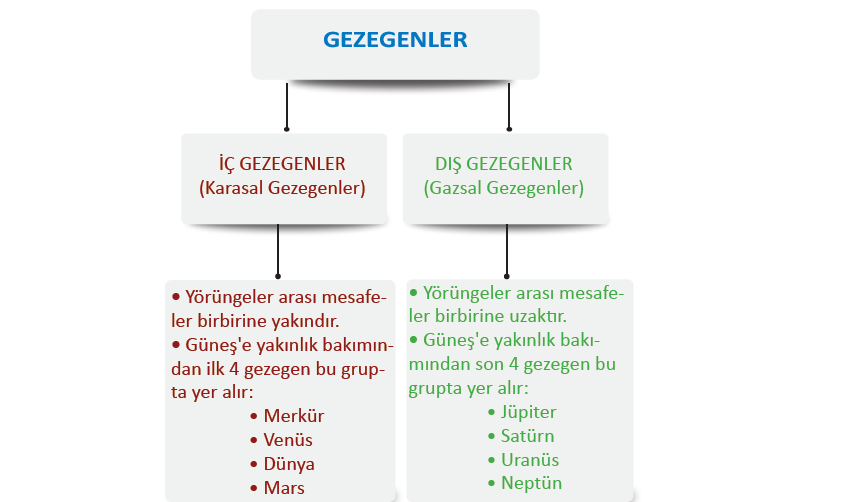 GEZEGENLER
İÇ GEZEGENLER
(Karasal Gezegenler)
DIŞ GEZEGENLER
(Gazsal Gezegenler)
• Yörüngeler arası mesafe-
ler birbirine yakındır.
• Güneş'e yakınlık bakımın-
dan ilk 4 gezegen bu grup-
ta yer alır:
• Merkür
• Venüs
• Dünya
• Mars
• Yörüngeler arası mesafe-
ler birbirine uzaktır.
• Güneş'e yakınlık bakı-
mından son 4 gezegen bu
grupta yer alır:
• Jüpiter
• Satürn
• Uranüs
• Neptün